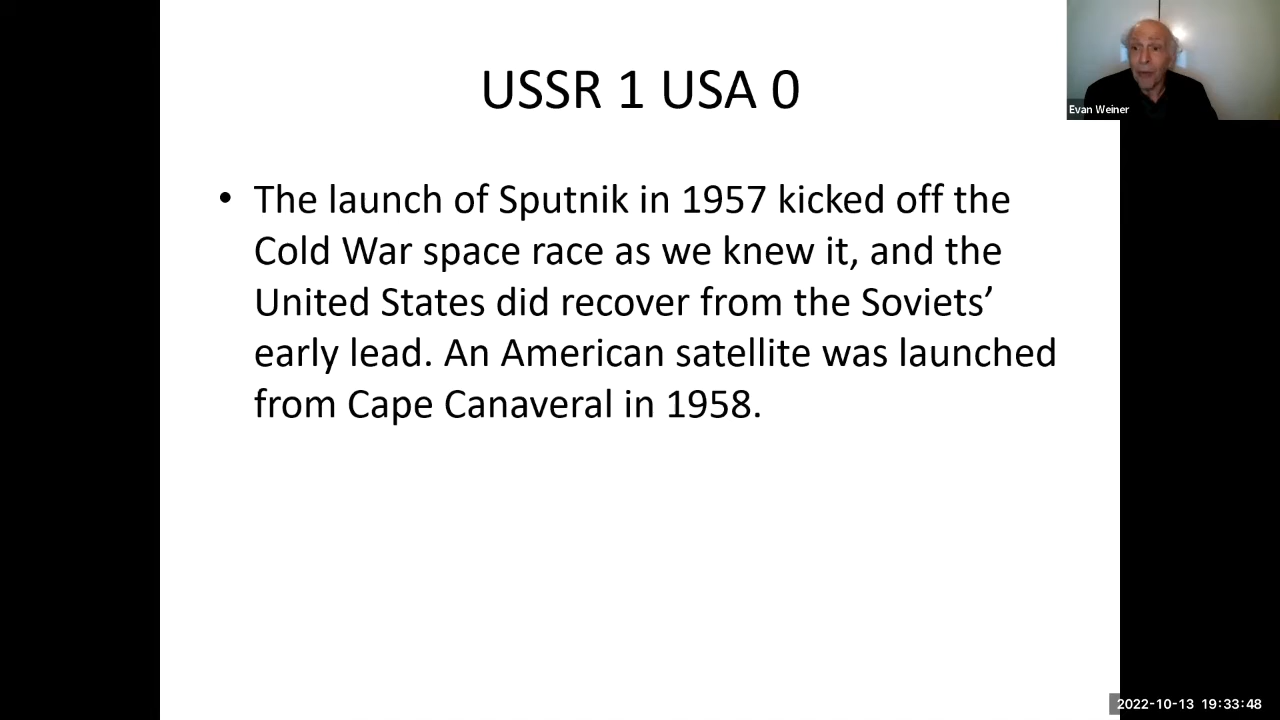 USSR 1 USA 0
Evan Weiner
• The launch of Sputnik in 1957 kicked off the
Cold War space race as we knew it, and the
United States did recover from the Soviets’
early lead. An American satellite was launched
from Cape Canaveral in 1958.
2022-10-13 19:33:48